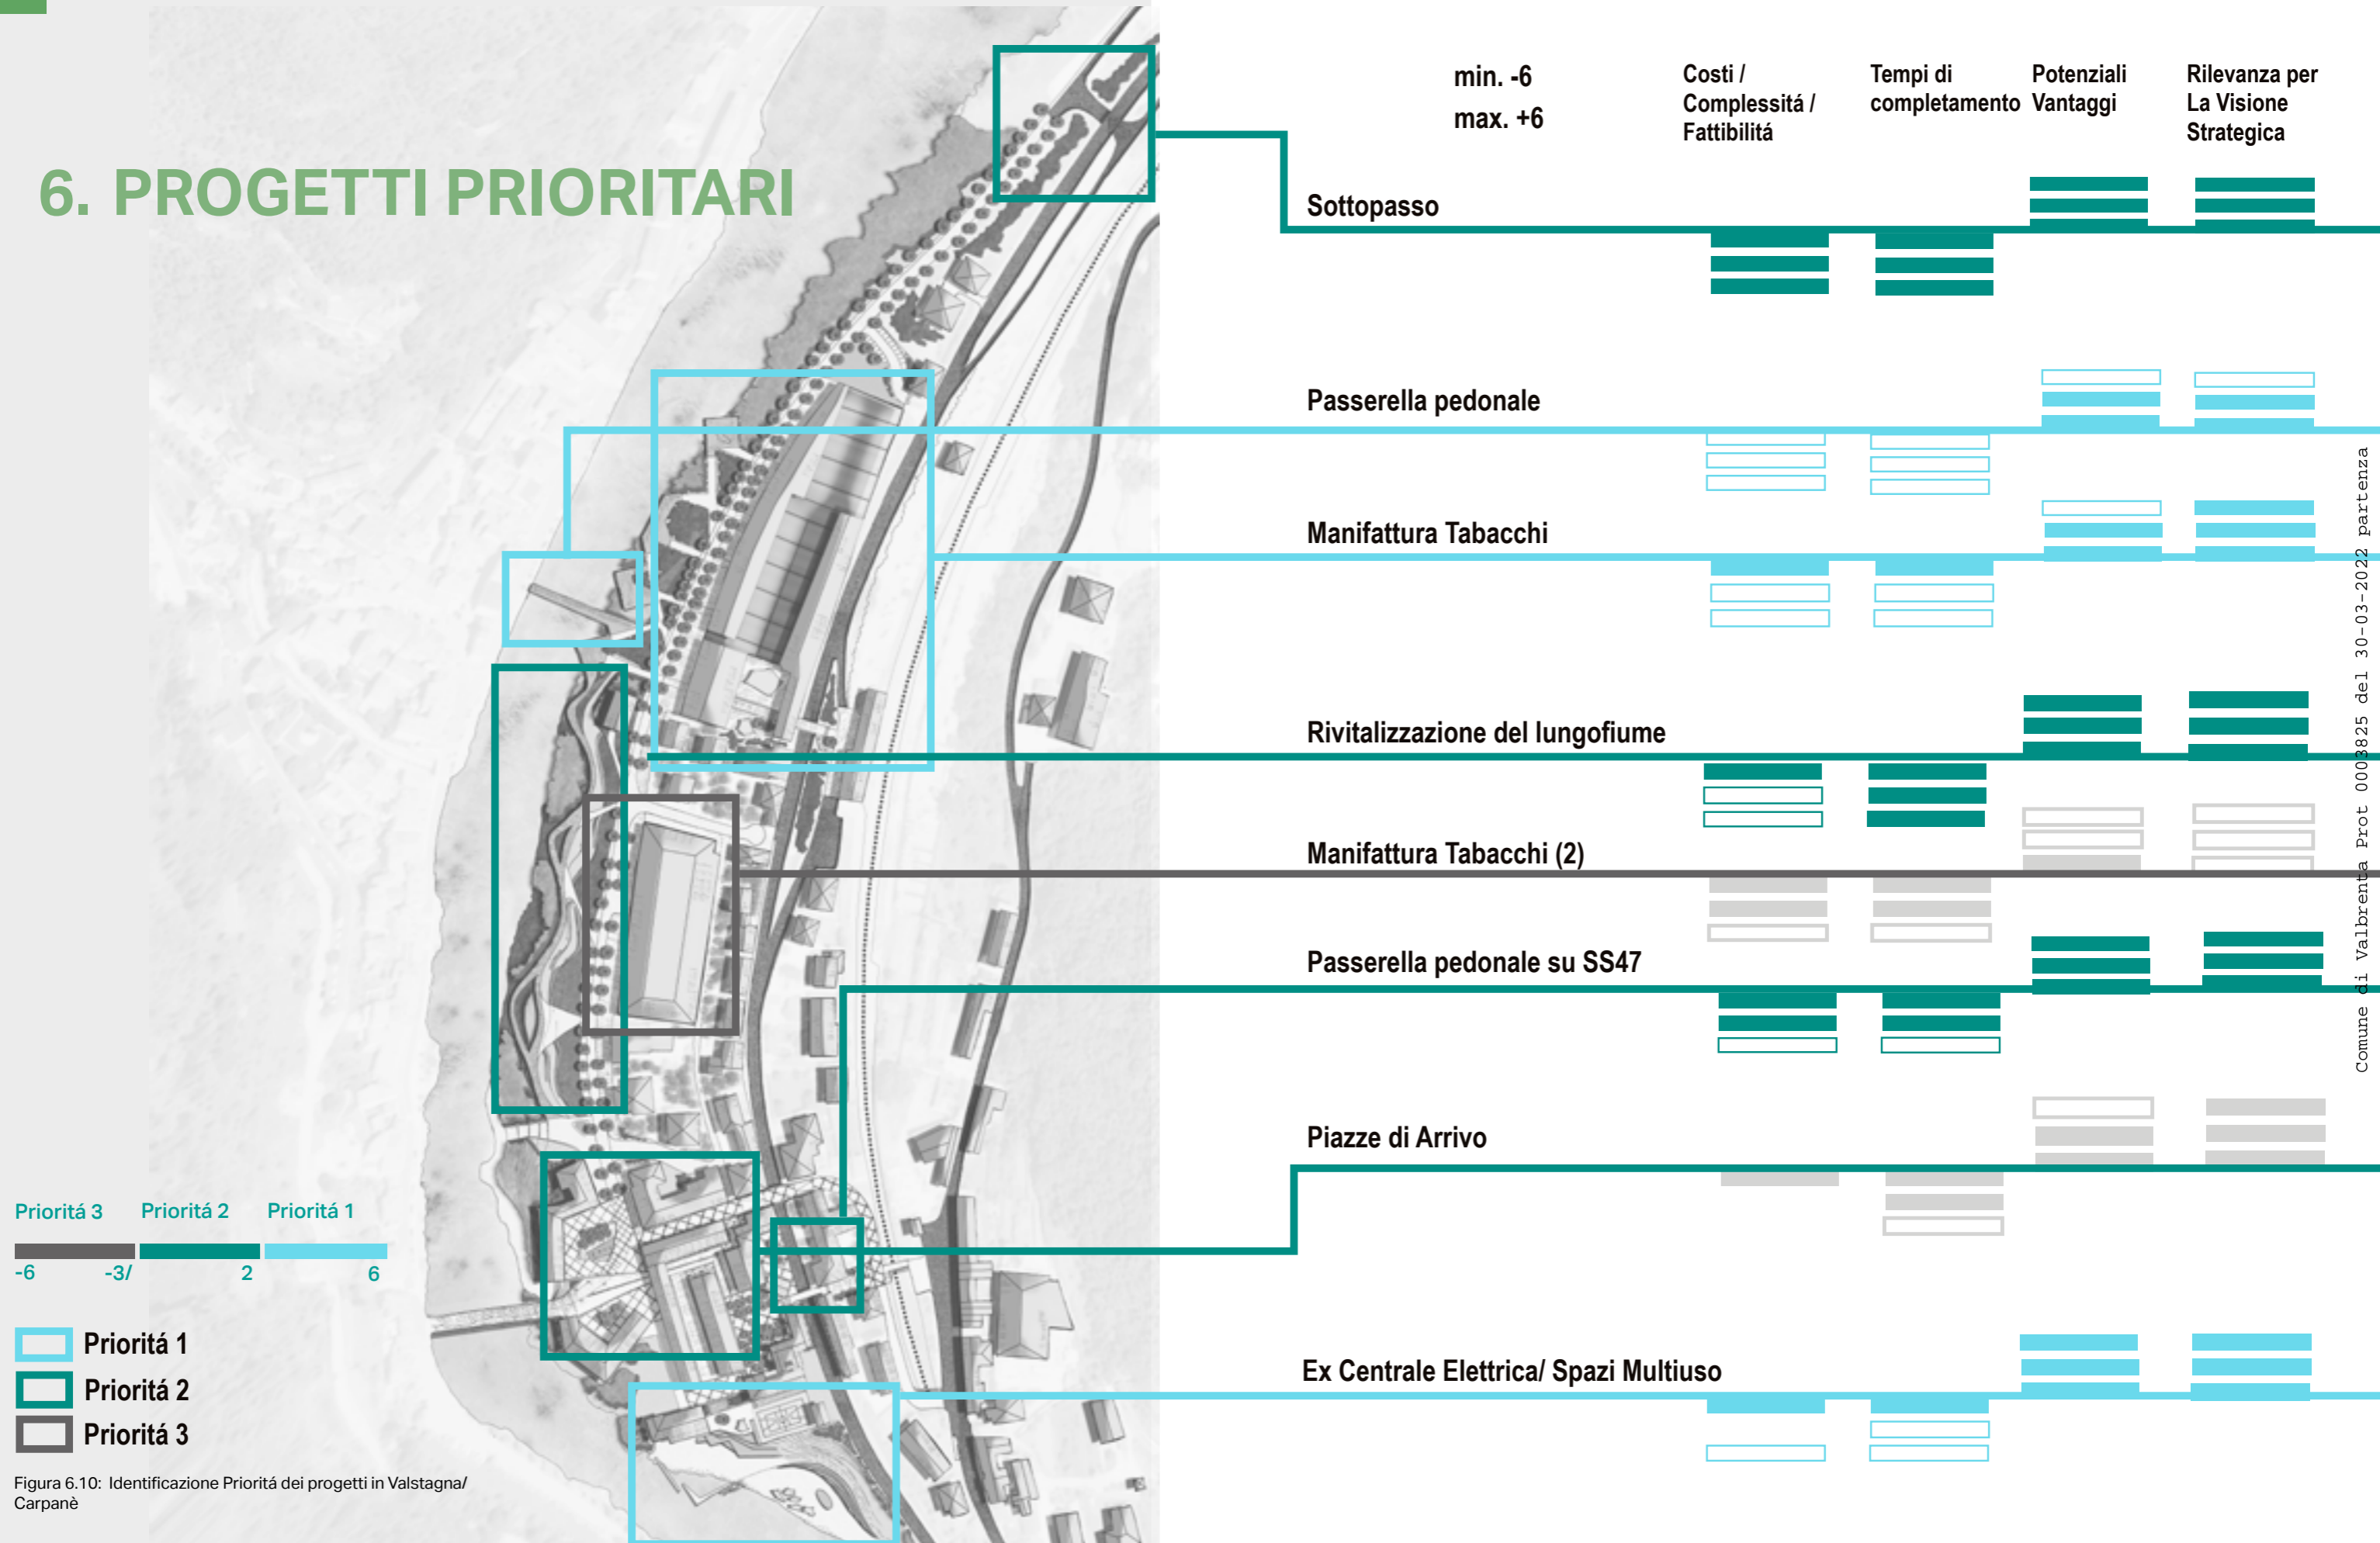 6. PROGETTI PRIORITARI
min. -6
max. +6
Costi /
Complessitá /
Fattibilitá
Tempi di
completamento
Potenziali
Vantaggi
Rilevanza per
La Visione
Strategica
Sottopasso
Passerella pedonale
Manifattura Tabacchi
Rivitalizzazione del lungofiume
Manifattura Tabacchi (2)
Passerella pedonale su SS47
Piazze di Arrivo
Ex Centrale Elettrica/ Spazi Multiuso
Prioritá 3 Prioritá 2 Prioritá 1
-6 -3/ 2 6
Prioritá 1
Prioritá 2
Prioritá 3
Figura 6.10: Identificazione Prioritá dei progetti in Valstagna/
Carpanè
Comune di Valbrenta Prot 0003825 del 30-03-2022 partenza